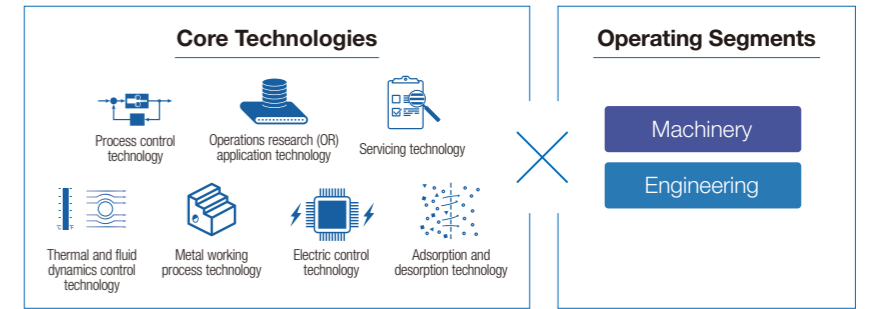 Core Technologies
Operating Segments
Process control
technology
Operations research (OR)
application technology
Servicing technology
Machinery
Engineering
Thermal and fluid
dynamics control
technology
Metal working
process technology
Electric control
technology
Adsorption and
desorption technology
°C °F